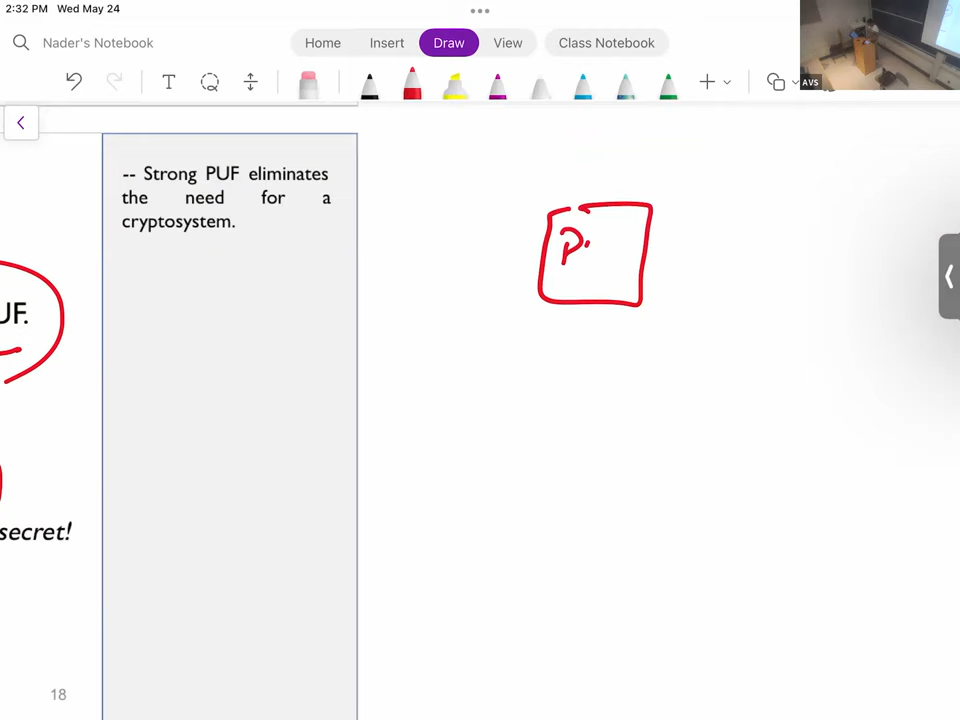 2:32 PM Wed May 24
Nader's Notebook
Home Insert Draw View Class Notebook
T
AVS
-- Strong PUF eliminates
the need for a
cryptosystem.
P
UF.
secret!
18